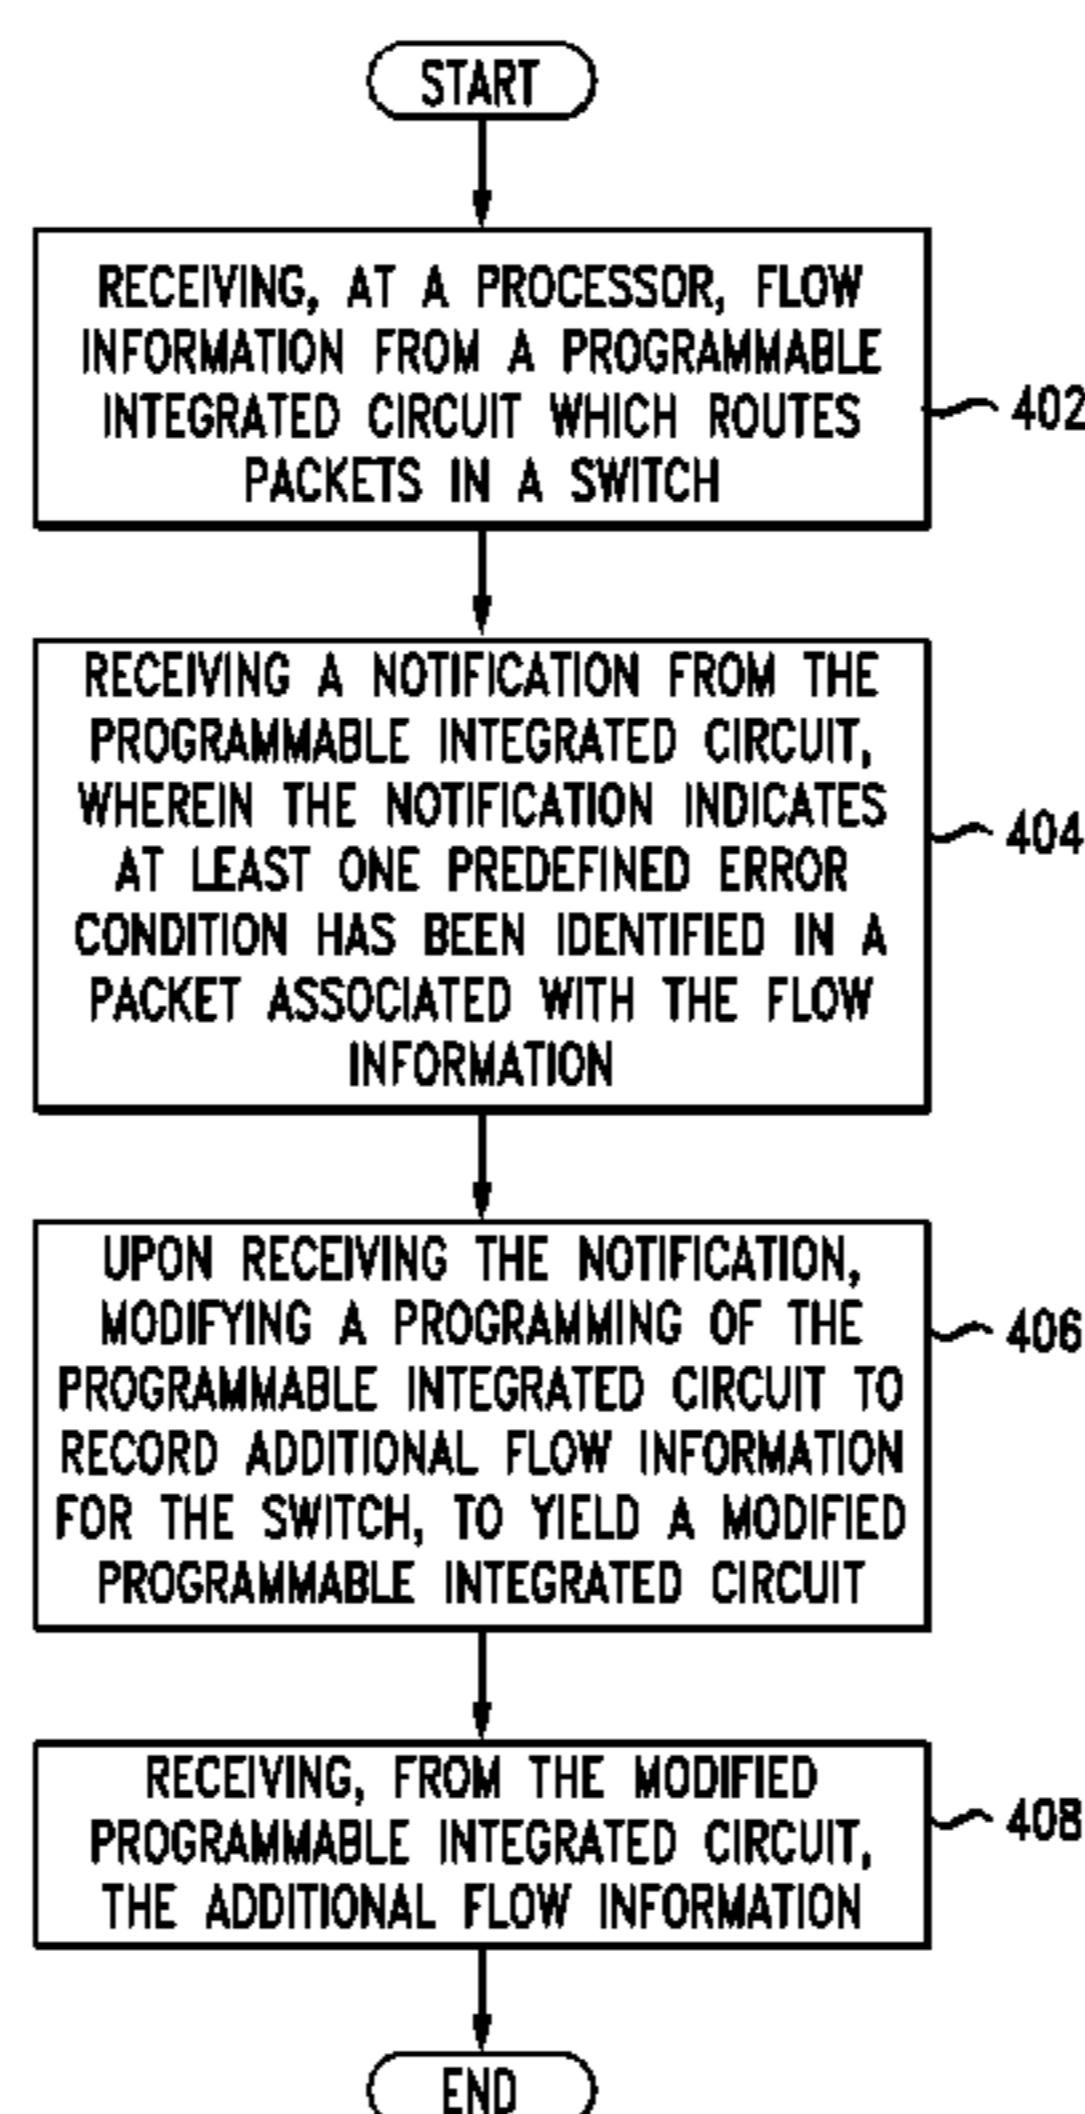 START
RECEIVING, AT A PROCESSOR, FLOW
INFORMATION FROM A PROGRAMMABLE
INTEGRATED CIRCUIT WHICH ROUTES
PACKETS IN A SWITCH
402
RECEIVING A NOTIFICATION FROM THE
PROGRAMMABLE INTEGRATED CIRCUIT,
WHEREIN THE NOTIFICATION INDICATES
AT LEAST ONE PREDEFINED ERROR
CONDITION HAS BEEN IDENTIFIED IN A
PACKET ASSOCIATED WITH THE FLOW
INFORMATION
404
UPON RECEIVING THE NOTIFICATION,
MODIFYING A PROGRAMMING OF THE
PROGRAMMABLE INTEGRATED CIRCUIT TO
RECORD ADDITIONAL FLOW INFORMATION
FOR THE SWITCH, TO YIELD A MODIFIED
PROGRAMMABLE INTEGRATED CIRCUIT
406
RECEIVING, FROM THE MODIFIED
PROGRAMMABLE INTEGRATED CIRCUIT,
THE ADDITIONAL FLOW INFORMATION
408
END